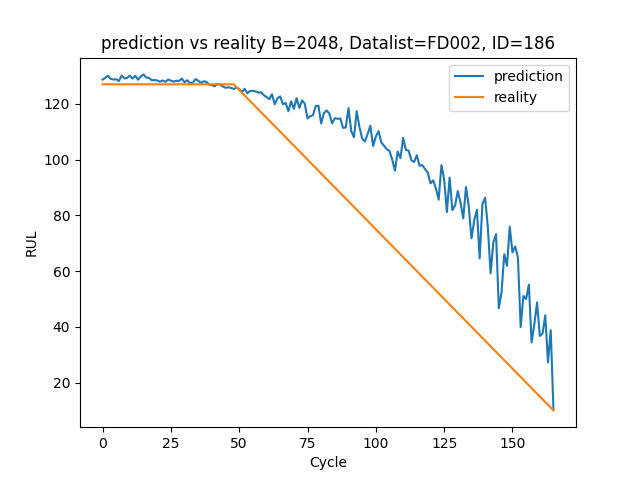 prediction vs reality B=2048, Datalist=FD002, ID=186
prediction
reality
RUL
120
100
80
60
40
20
0 25 50 75 100 125 150
Cycle